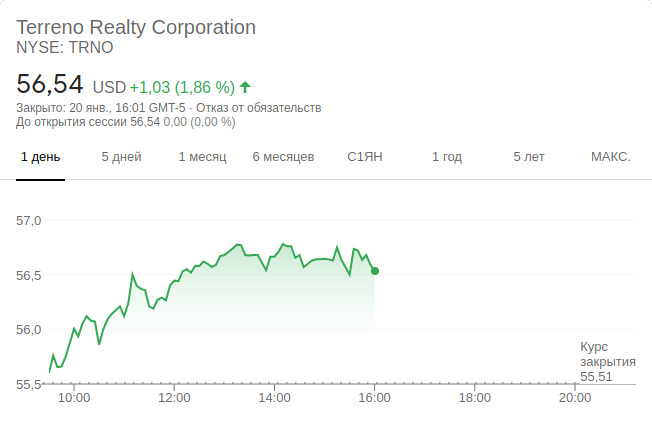 Terreno Realty Corporation
NYSE: TRNO
56,54 USD +1,03 (1,86 %)
Закрыто: 20 янв., 16:01 GMT-5 · Отказ от обязательств
До открытия сессии 56,54 0,00 (0,00 %)
1 день 5 дней 1 месяц 6 месяцев С1ЯН 1 год 5 лет МАКС.
57,0
56,5
56,0
Курс
закрытия
55,51
55,5
10:00 12:00 14:00 16:00 18:00 20:00